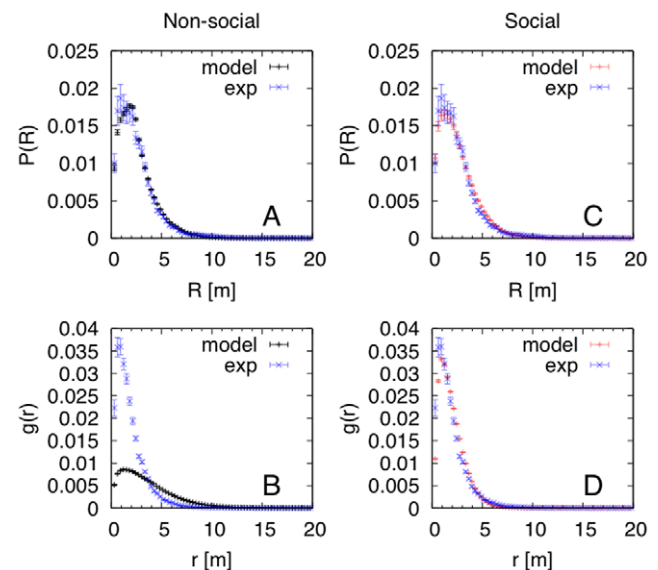 Non-social
Social
0.025
0.02
0.015
0.01
0.005
0
P(R)
model
exp
A
0 5 10 15 20
R [m]
0.025
0.02
0.015
0.01
0.005
0
P(R)
model
exp
C
0 5 10 15 20
R [m]
0.04
0.035
0.03
0.025
0.02
0.015
0.01
0.005
0
g(r)
model
exp
B
0 5 10 15 20
r [m]
0.04
0.035
0.03
0.025
0.02
0.015
0.01
0.005
0
g(r)
model
exp
D
0 5 10 15 20
r [m]